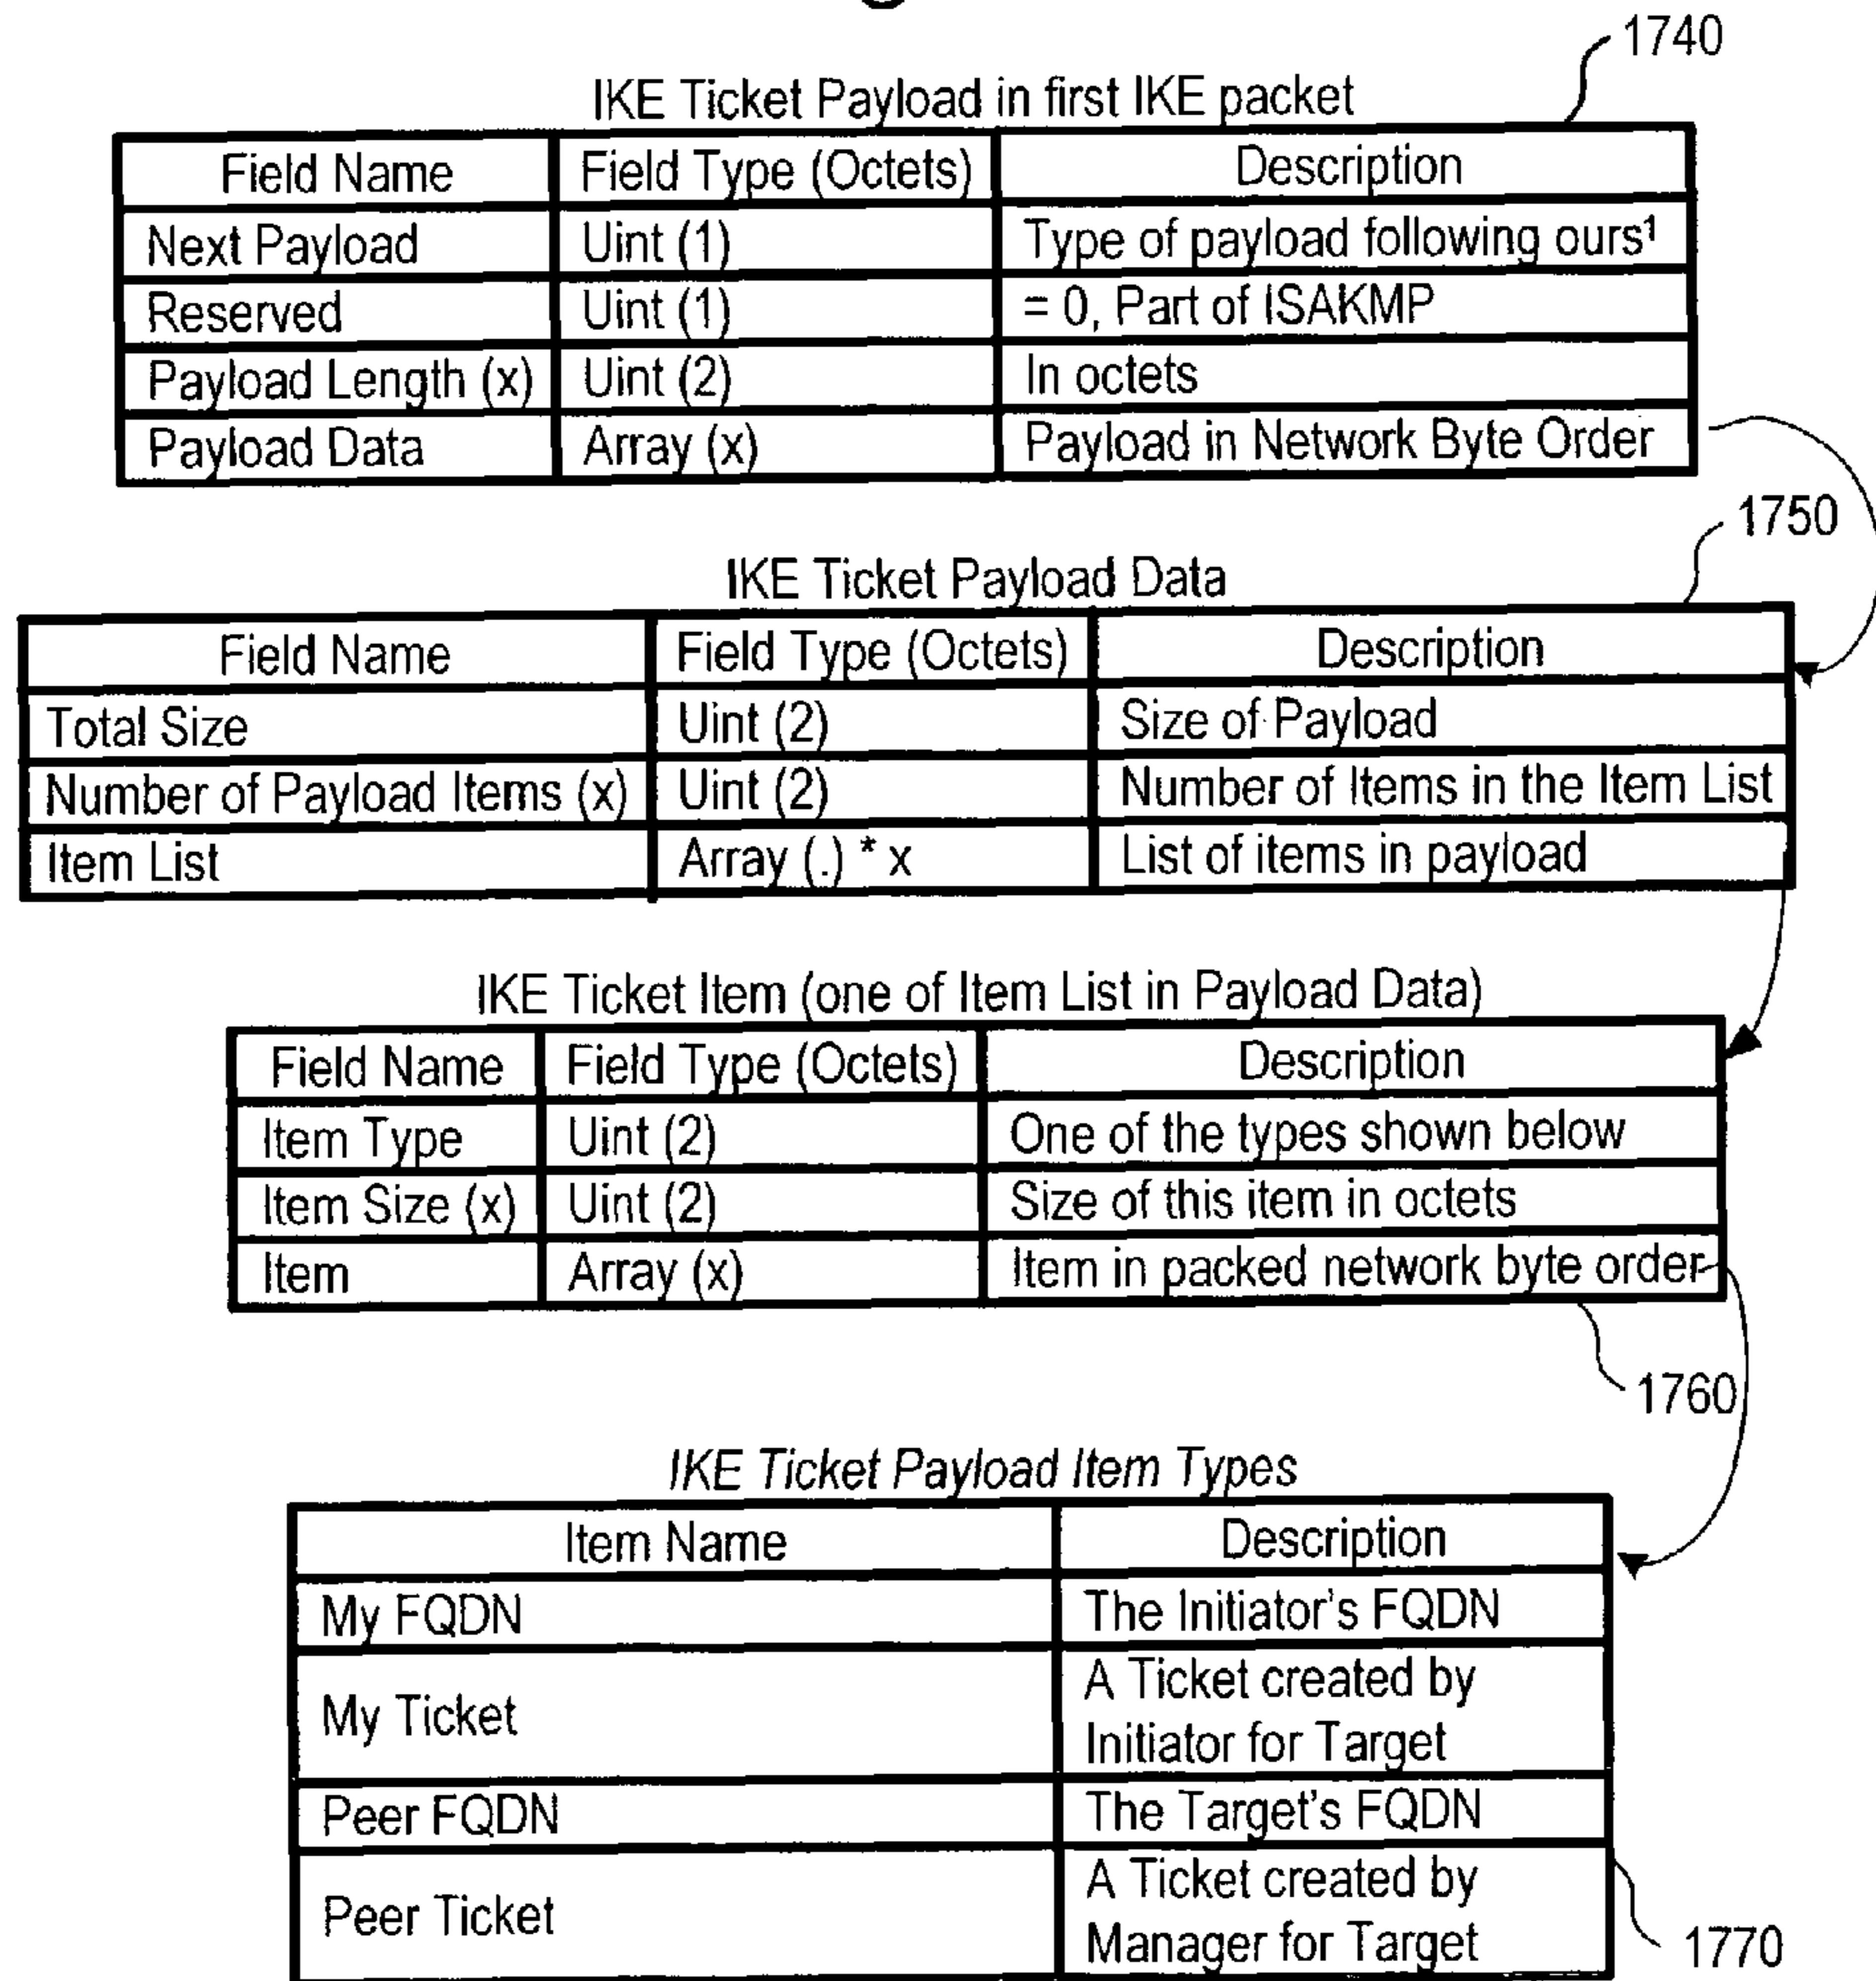 1740
IKE Ticket Payload in first IKE packet
Field Name Field Type (Octets) Description
Next Payload Uint (1) Type of payload following ours¹
Reserved Uint (1) = 0, Part of ISAKMP
Payload Length (x) Uint (2) In octets
Payload Data Array (x) Payload in Network Byte Order
1750
IKE Ticket Payload Data
Field Name Field Type (Octets) Description
Total Size Uint (2) Size of Payload
Number of Payload Items (x) Uint (2) Number of Items in the Item List
Item List Array (.) * x List of items in payload
IKE Ticket Item (one of Item List in Payload Data)
Field Name Field Type (Octets) Description
Item Type Uint (2) One of the types shown below
Item Size (x) Uint (2) Size of this item in octets
Item Array (x) Item in packed network byte order
1760
IKE Ticket Payload Item Types
Item Name Description
My FQDN The Initiator's FQDN
My Ticket A Ticket created by
Initiator for Target
Peer FQDN The Target's FQDN
Peer Ticket A Ticket created by
Manager for Target
1770